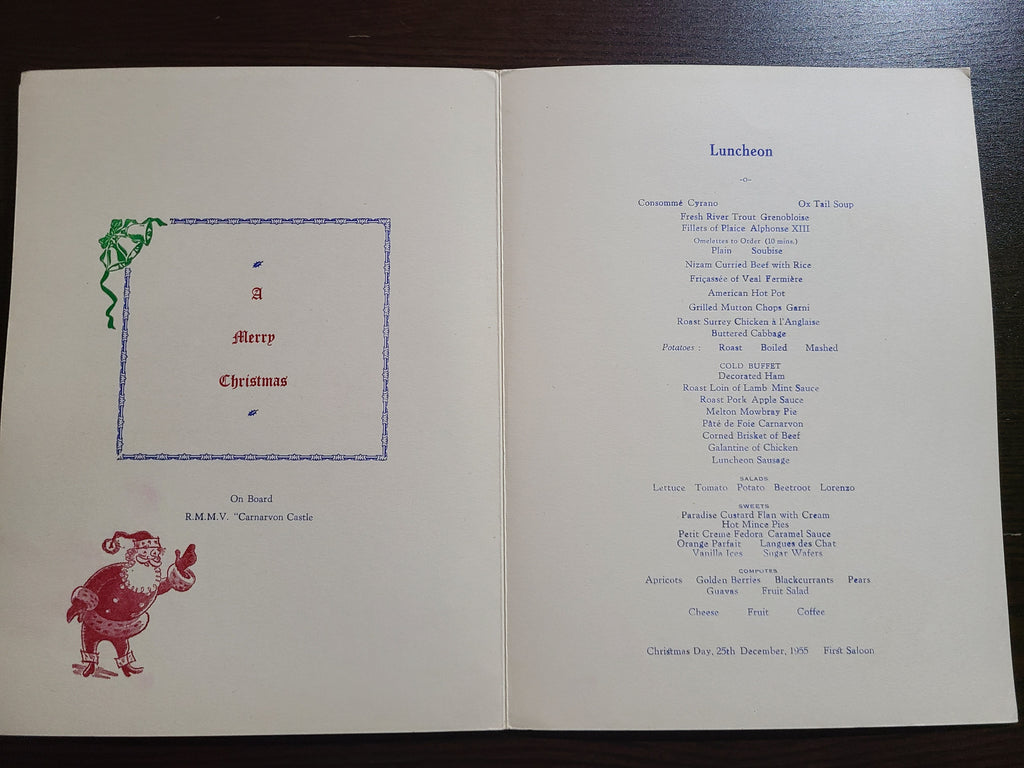 A
Merry
Christmas
On Board
R.M.M.V. "Carnarvon Castle
Luncheon
-o-
Consommé Cyrano Ox Tail Soup
Fresh River Trout Grenobloise
Fillets of Plaice Alphonse XIII
Omelettes to Order (10 mins.)
Plain Soubise
Nizam Curried Beef with Rice
Friçassée of Veal Fermière
American Hot Pot
Grilled Mutton Chops Garni
Roast Surrey Chicken à l'Anglaise
Buttered Cabbage
Potatoes : Roast Boiled Mashed
COLD BUFFET
Decorated Ham
Roast Loin of Lamb Mint Sauce
Roast Pork Apple Sauce
Melton Mowbray Pie
Pâté de Foie Carnarvon
Corned Brisket of Beef
Galantine of Chicken
Luncheon Sausage
SALADS
Lettuce Tomato Potato Beetroot Lorenzo
SWEETS
Paradise Custard Flan with Cream
Hot Mince Pies
Petit Creme Fedora Caramel Sauce
Orange Parfait Langues des Chat
Vanilla Ices Sugar Wafers
COMPOTES
Apricots Golden Berries Blackcurrants Pears
Guavas Fruit Salad
Cheese Fruit Coffee
Christmas Day, 25th December, 1955 First Saloon